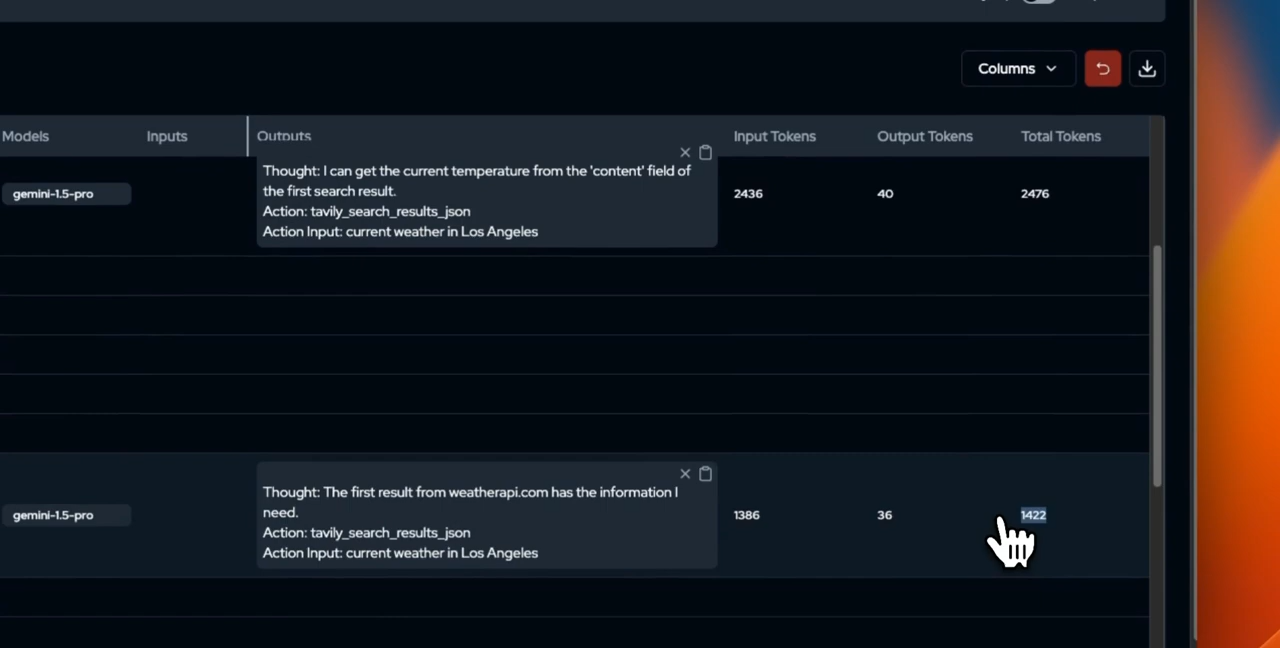 Columns
Models Inputs Outputs Input Tokens Output Tokens Total Tokens
gemini-1.5-pro
Thought: I can get the current temperature from the 'content' field of
the first search result.
Action: tavily_search_results_json
Action Input: current weather in Los Angeles
2436 40 2476
gemini-1.5-pro
Thought: The first result from weatherapi.com has the information I
need.
Action: tavily_search_results_json
Action Input: current weather in Los Angeles
1386 36 1422